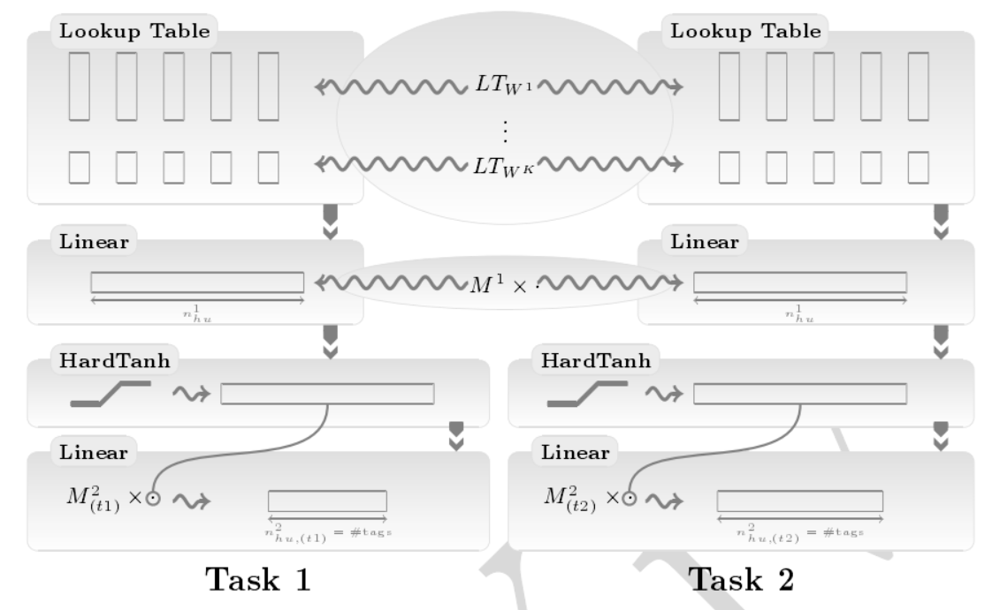 Lookup Table
Lookup Table
LT_{W^1}
⋮
LT_{W^K}
Linear
Linear
M^1 × ·
n^1_{hu}
n^1_{hu}
HardTanh
HardTanh
Linear
Linear
M^2_{(t1)} × ⊙
M^2_{(t2)} × ⊙
n^2_{hu,(t1)} = #tags
n^2_{hu,(t2)} = #tags
Task 1
Task 2